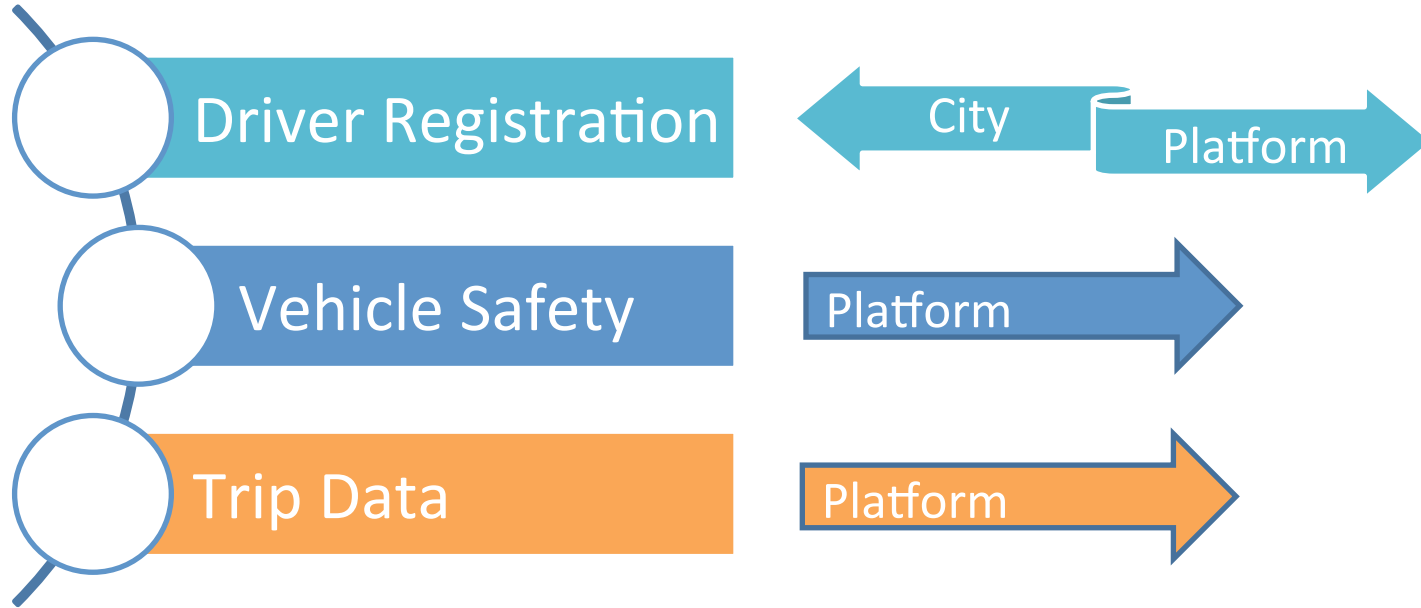 Driver Registration
City
Platform
Vehicle Safety
Platform
Trip Data
Platform